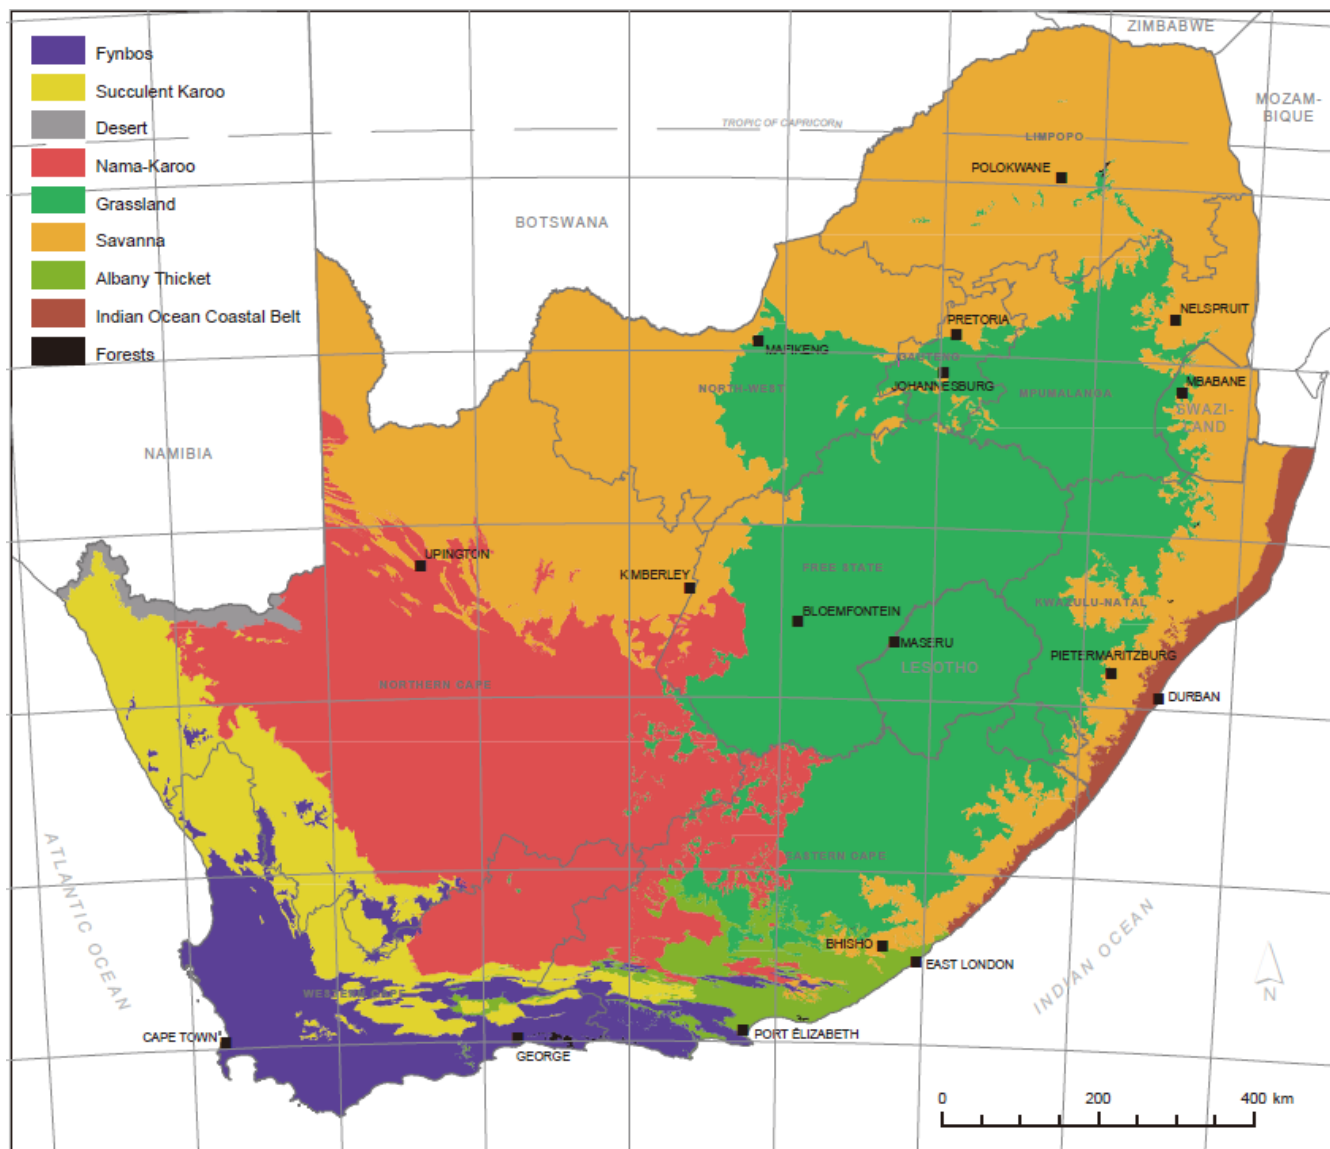 ZIMBABWE
Fynbos
Succulent Karoo
Desert
Nama-Karoo
Grassland
Savanna
Albany Thicket
Indian Ocean Coastal Belt
Forests
MOZAM-
BIQUE
TROPIC OF CAPRICORN
LIMPOPO
POLOKWANE
BOTSWANA
NELSPRUIT
PRETORIA
MAFIKENG
GAUTENG
JOHANNESBURG
NORTH-WEST
MPUMALANGA
MBABANE
SWAZI-
LAND
NAMIBIA
UPINGTON
KIMBERLEY
FREE STATE
KWAZULU-NATAL
BLOEMFONTEIN
MASERU
LESOTHO
PIETERMARITZBURG
DURBAN
NORTHERN CAPE
EASTERN CAPE
ATLANTIC OCEAN
INDIAN OCEAN
BHISHO
EAST LONDON
WESTERN CAPE
CAPE TOWN
GEORGE
PORT ELIZABETH
N
0 200 400 km